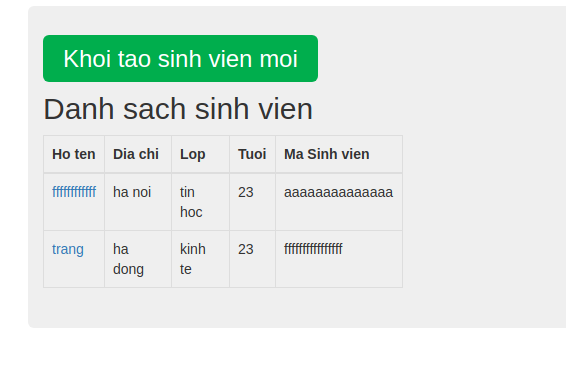 Khoi tao sinh vien moi
Danh sach sinh vien
Ho ten Dia chi Lop Tuoi Ma Sinh vien
ffffffffffff ha noi tin 23 aaaaaaaaaaaaaa
hoc
trang ha kinh 23 ffffffffffffffff
dong te